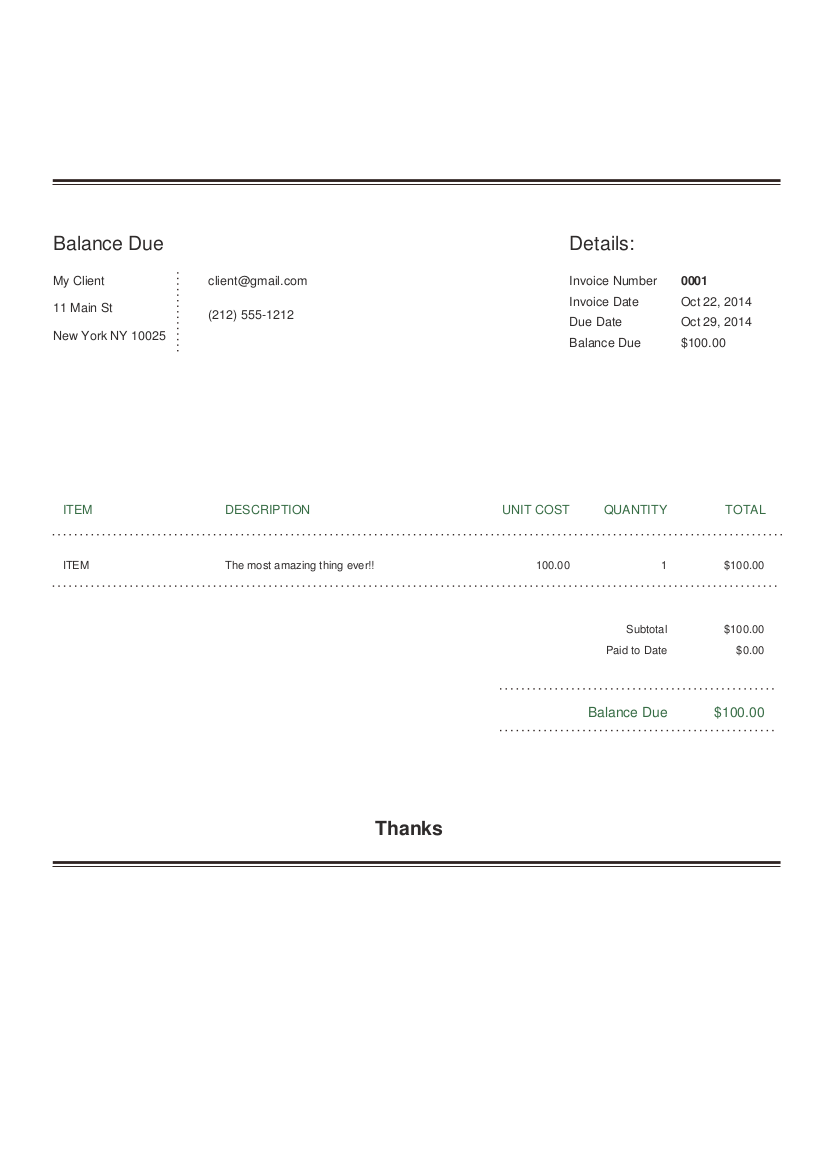 Balance Due
My Client
11 Main St
New York NY 10025
client@gmail.com
(212) 555-1212
Details:
Invoice Number 0001
Invoice Date Oct 22, 2014
Due Date Oct 29, 2014
Balance Due $100.00
ITEM DESCRIPTION UNIT COST QUANTITY TOTAL
ITEM The most amazing thing ever!! 100.00 1 $100.00
Subtotal $100.00
Paid to Date $0.00
Balance Due $100.00
Thanks